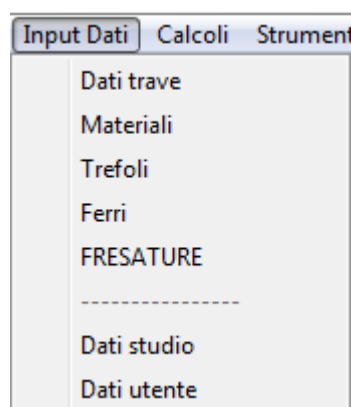 Input Dati Calcoli Strument
Dati trave
Materiali
Trefoli
Ferri
FRESATURE
----------------
Dati studio
Dati utente